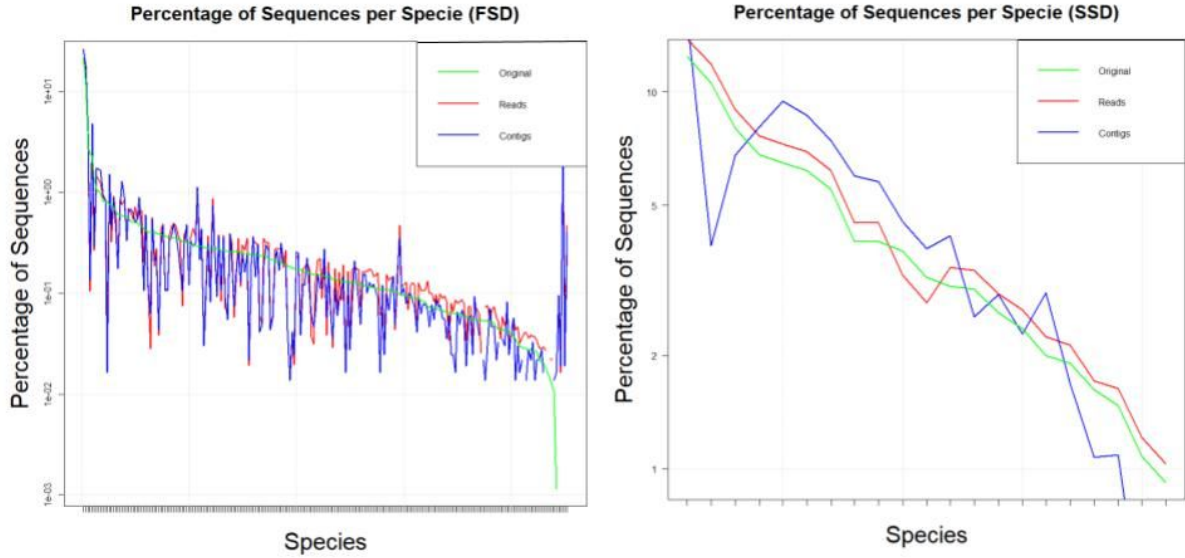 Percentage of Sequences per Specie (FSD)
Original
Reads
Contigs
1e+01
1e+00
1e-01
1e-02
1e-03
Percentage of Sequences
Species
Percentage of Sequences per Specie (SSD)
Original
Reads
Contigs
10
5
2
1
Percentage of Sequences
Species